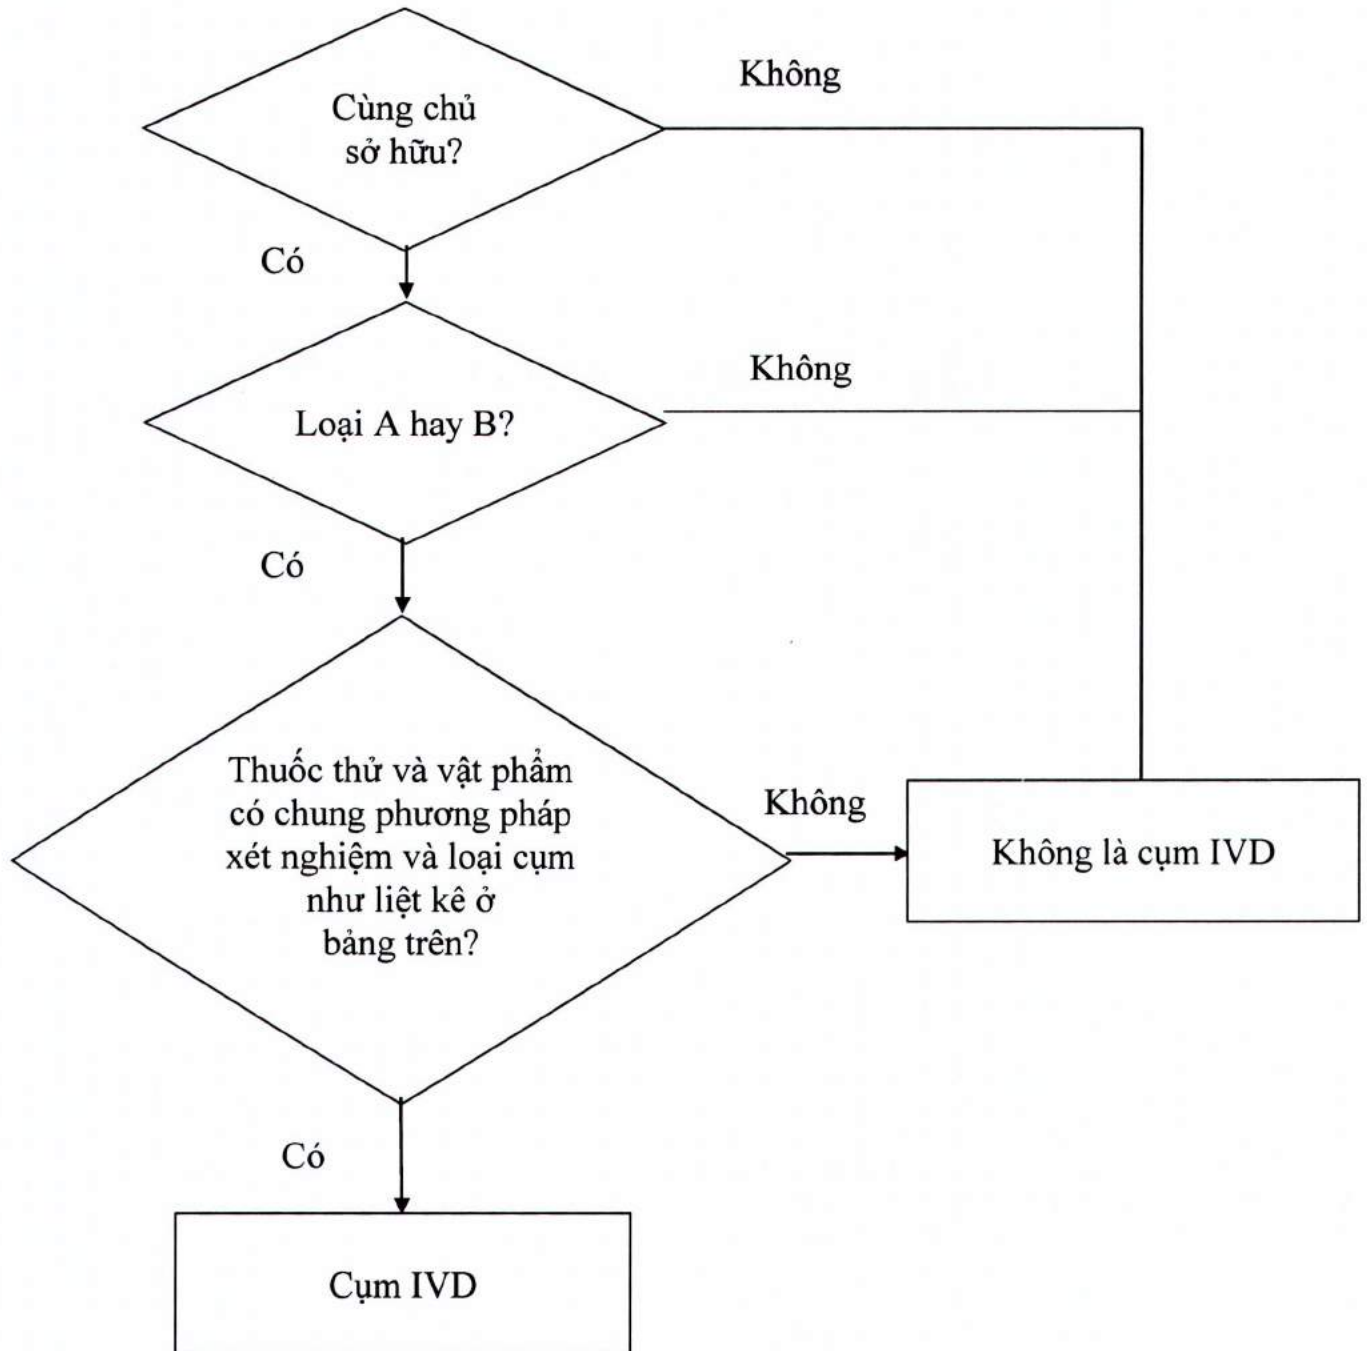 Cùng chủ
sở hữu?
Không
Có
Loại A hay B?
Không
Có
Thuốc thử và vật phẩm
có chung phương pháp
xét nghiệm và loại cụm
như liệt kê ở
bảng trên?
Không
Không là cụm IVD
Có
Cụm IVD